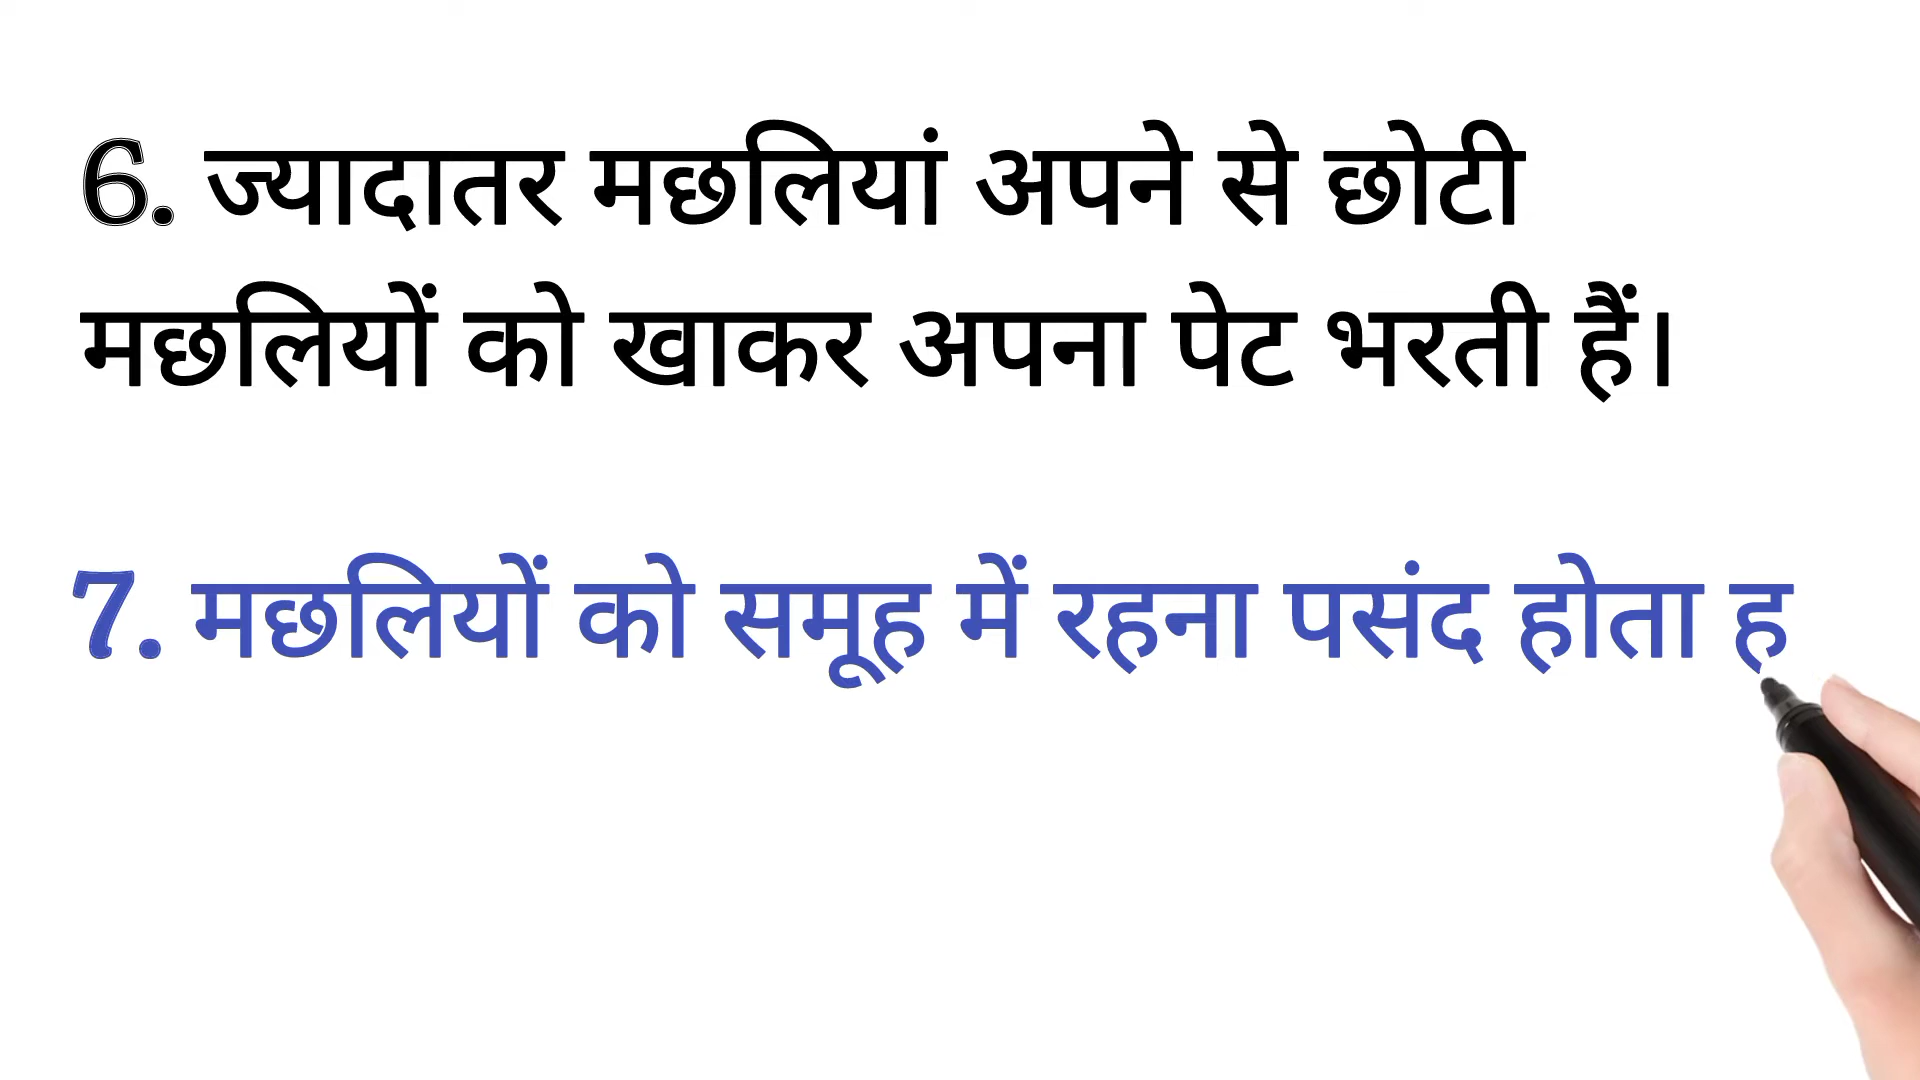 6. ज्यादातर मछलियां अपने से छोटी
मछलियों को खाकर अपना पेट भरती हैं।
7. मछलियों को समूह में रहना पसंद होता ह